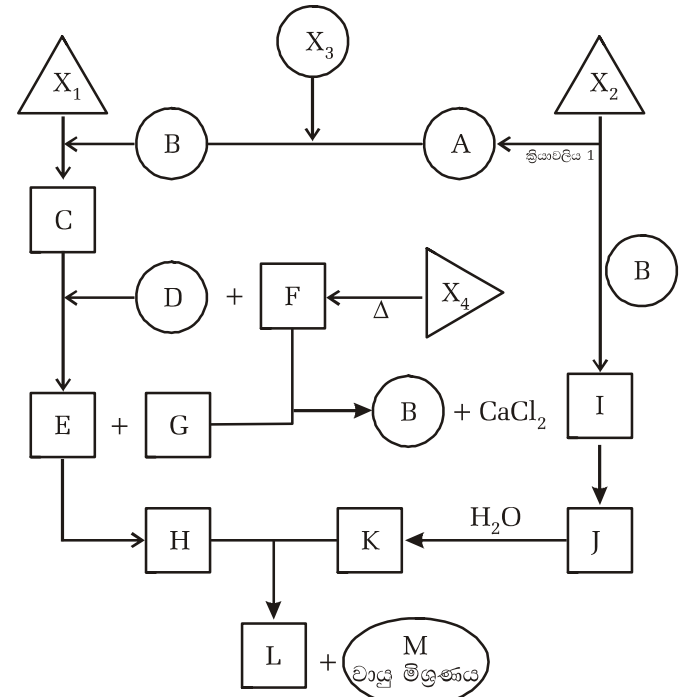 X₃
X₁
X₂
B
A
ක්‍රියාවලිය 1
C
B
D + F
Δ
X₄
E + G
B + CaCl₂
I
H
K
H₂O
J
L + M
වායු මිශ්‍රණය